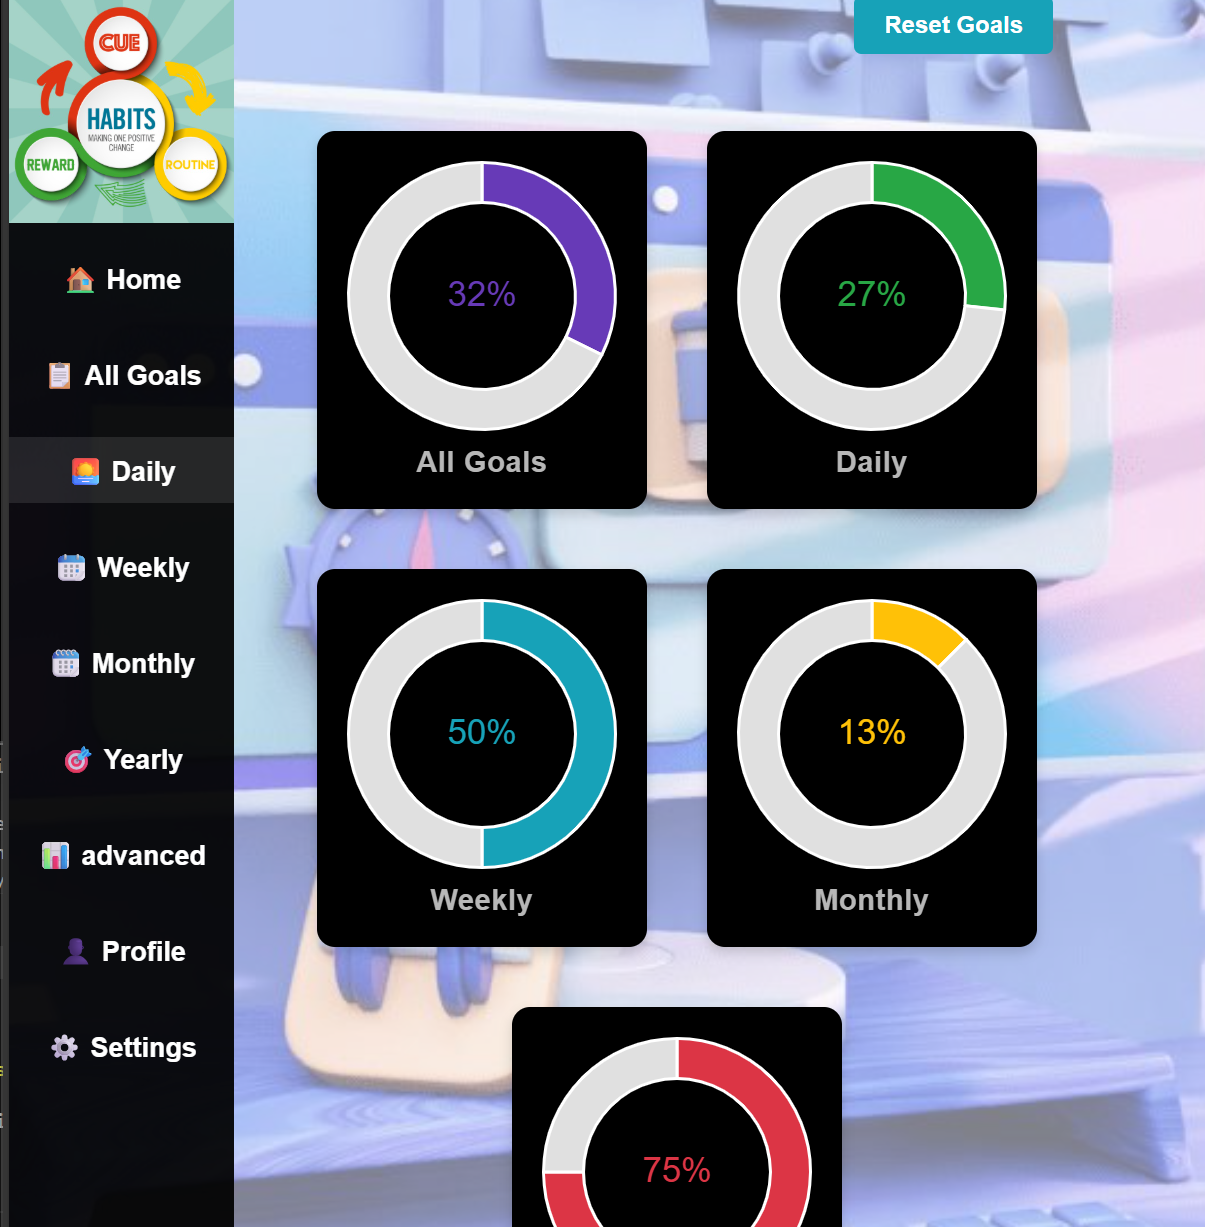 CUE
HABITS
MAKING ONE POSITIVE
CHANGE
REWARD
ROUTINE
Home
All Goals
Daily
Weekly
Monthly
Yearly
advanced
Profile
Settings
Reset Goals
32%
All Goals
27%
Daily
50%
Weekly
13%
Monthly
75%